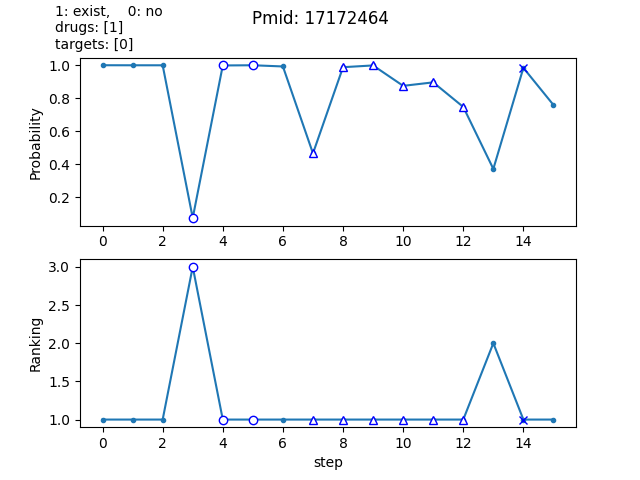 1: exist,    0: no
drugs: [1]
targets: [0]
Pmid: 17172464
Probability
1.0
0.8
0.6
0.4
0.2
0 2 4 6 8 10 12 14
Ranking
3.0
2.5
2.0
1.5
1.0
0 2 4 6 8 10 12 14
step